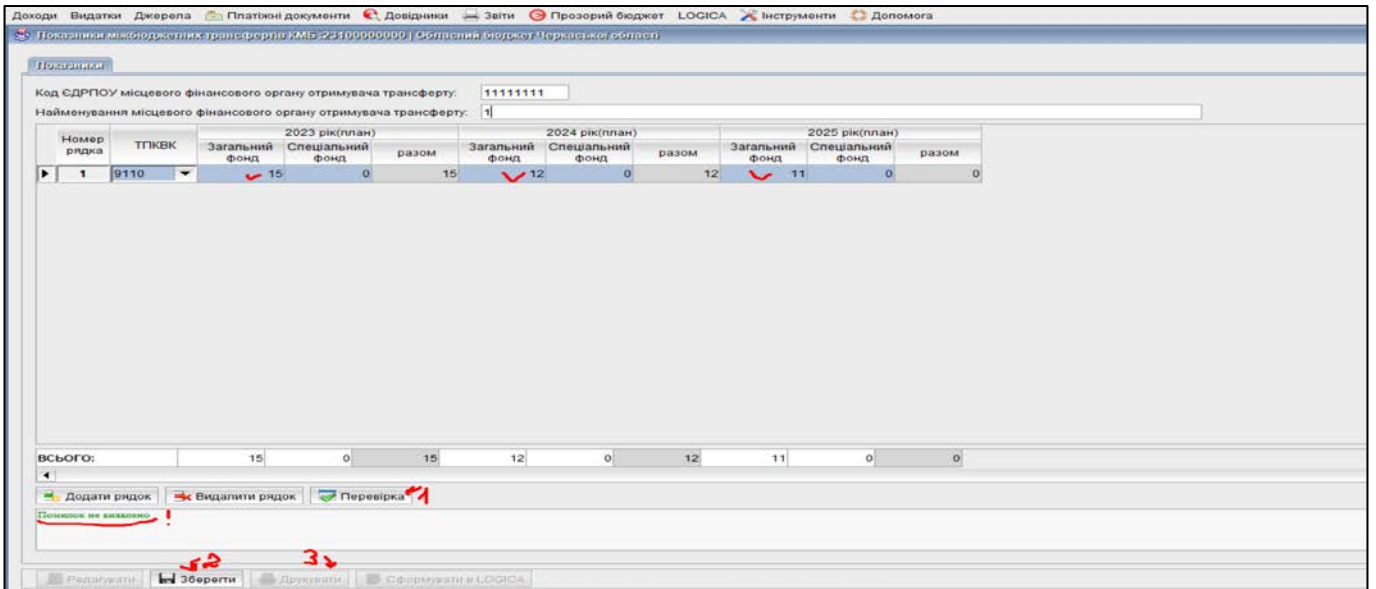 Доходи Видатки Джерела Платіжні документи Довідники Звіти Прозорий бюджет LOGICA Інструменти Допомога
Показники міжбюджетних трансфертів КМБ :23100000000 | Обласний бюджет Черкаської області
Показники
Код ЄДРПОУ місцевого фінансового органу отримувача трансферту: 11111111
Найменування місцевого фінансового органу отримувача трансферту: 1
Номер рядка ТПКВК 2023 рік(план) 2024 рік(план) 2025 рік(план)
Загальний фонд Спеціальний фонд разом Загальний фонд Спеціальний фонд разом Загальний фонд Спеціальний фонд разом
1 9110 15 0 15 12 0 12 11 0 0
ВСЬОГО: 15 0 15 12 0 12 11 0 0
Додати рядок Видалити рядок Перевірка 1
Помилок не виявлено !
2 3
Редагувати Зберегти Друкувати Сформувати в LOGICA